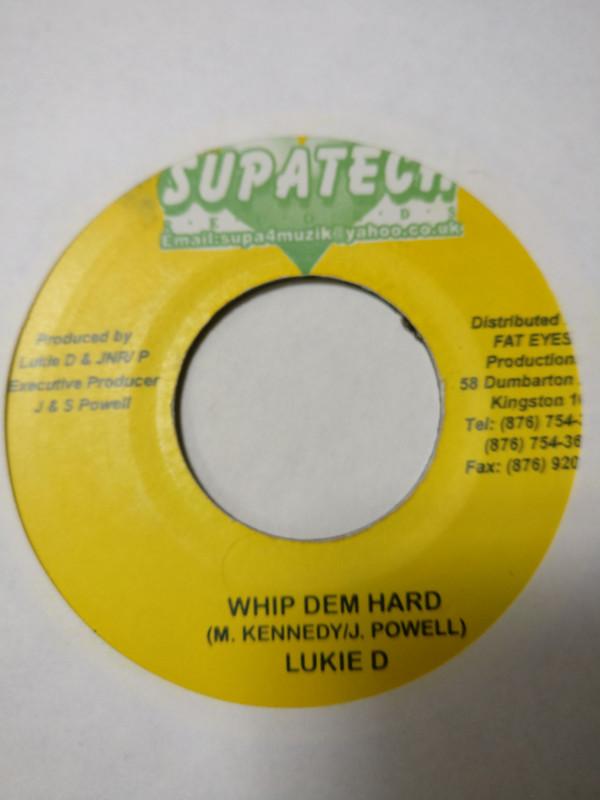 SUPATECH
RECORDS
Email:supa4muzik@yahoo.co.uk
Produced by
Lukie D & JNR/ P
Executive Producer
J & S Powell
Distributed
FAT EYES
Production
58 Dumbarton
Kingston 1
Tel: (876) 754-
(876) 754-36
Fax: (876) 920
WHIP DEM HARD
(M. KENNEDY/J. POWELL)
LUKIE D